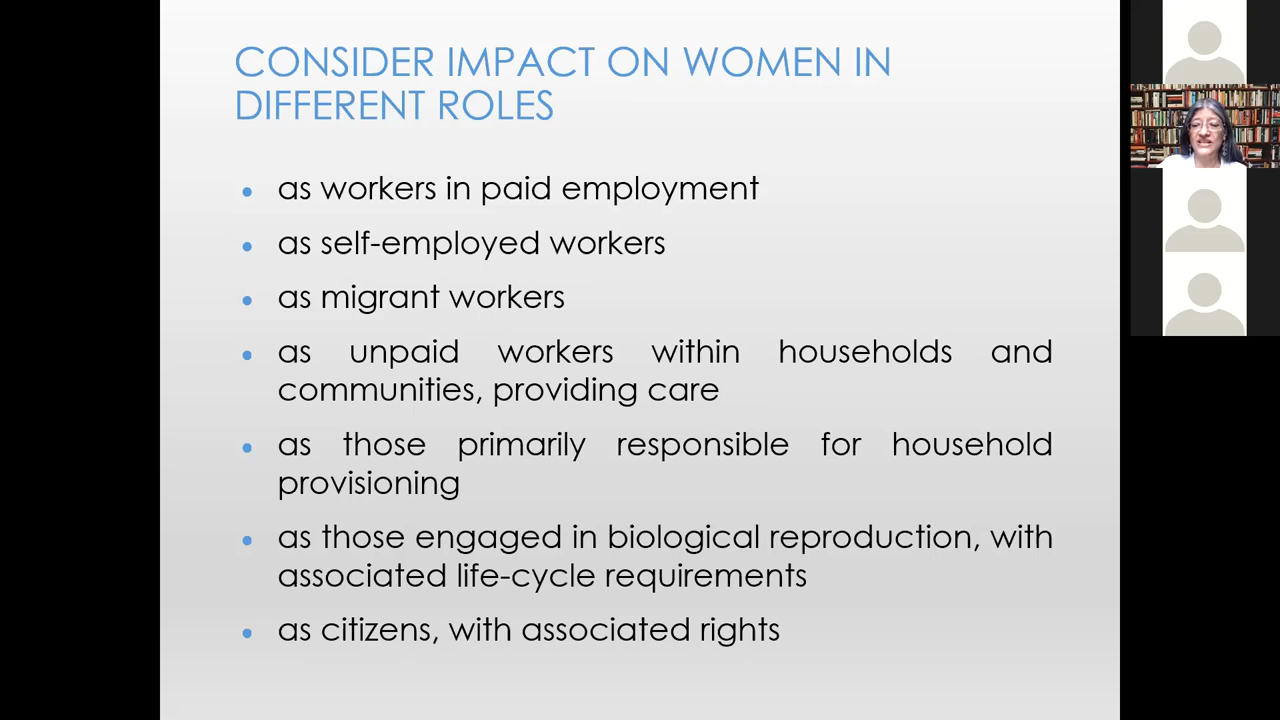 CONSIDER IMPACT ON WOMEN IN
DIFFERENT ROLES
• as workers in paid employment
• as self-employed workers
• as migrant workers
• as unpaid workers within households and
communities, providing care
• as those primarily responsible for household
provisioning
• as those engaged in biological reproduction, with
associated life-cycle requirements
• as citizens, with associated rights